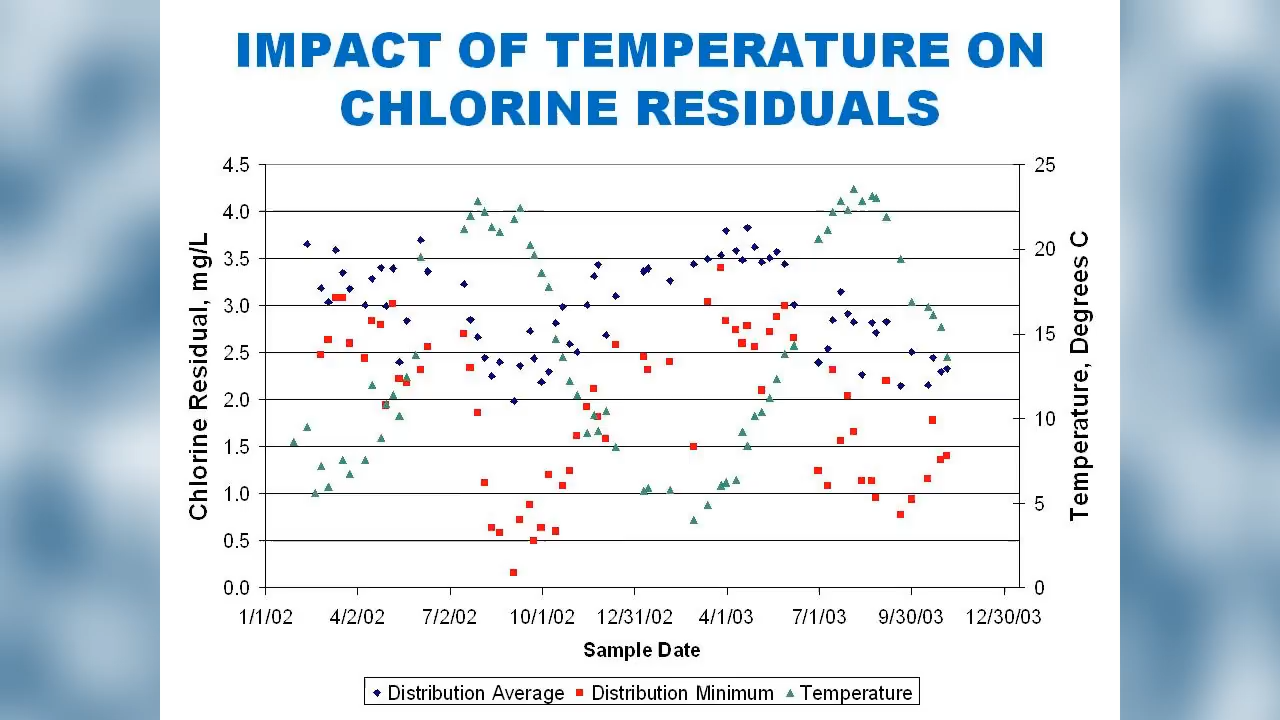 IMPACT OF TEMPERATURE ON
CHLORINE RESIDUALS
4.5
4.0
3.5
3.0
2.5
2.0
1.5
1.0
0.5
0.0
Chlorine Residual, mg/L
25
20
15
10
5
0
Temperature, Degrees C
1/1/02 4/2/02 7/2/02 10/1/02 12/31/02 4/1/03 7/1/03 9/30/03 12/30/03
Sample Date
Distribution Average Distribution Minimum Temperature